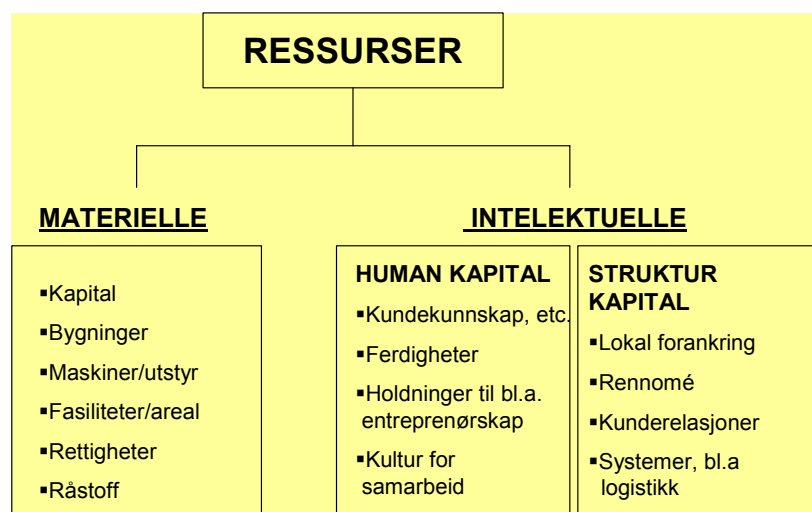 RESSURSER
MATERIELLE
▪Kapital
▪Bygninger
▪Maskiner/utstyr
▪Fasiliteter/areal
▪Rettigheter
▪Råstoff
INTELEKTUELLE
HUMAN KAPITAL
▪Kundekunnskap, etc.
▪Ferdigheter
▪Holdninger til bl.a.
entreprenørskap
▪Kultur for
samarbeid
STRUKTUR
KAPITAL
▪Lokal forankring
▪Rennomé
▪Kunderelasjoner
▪Systemer, bl.a
logistikk